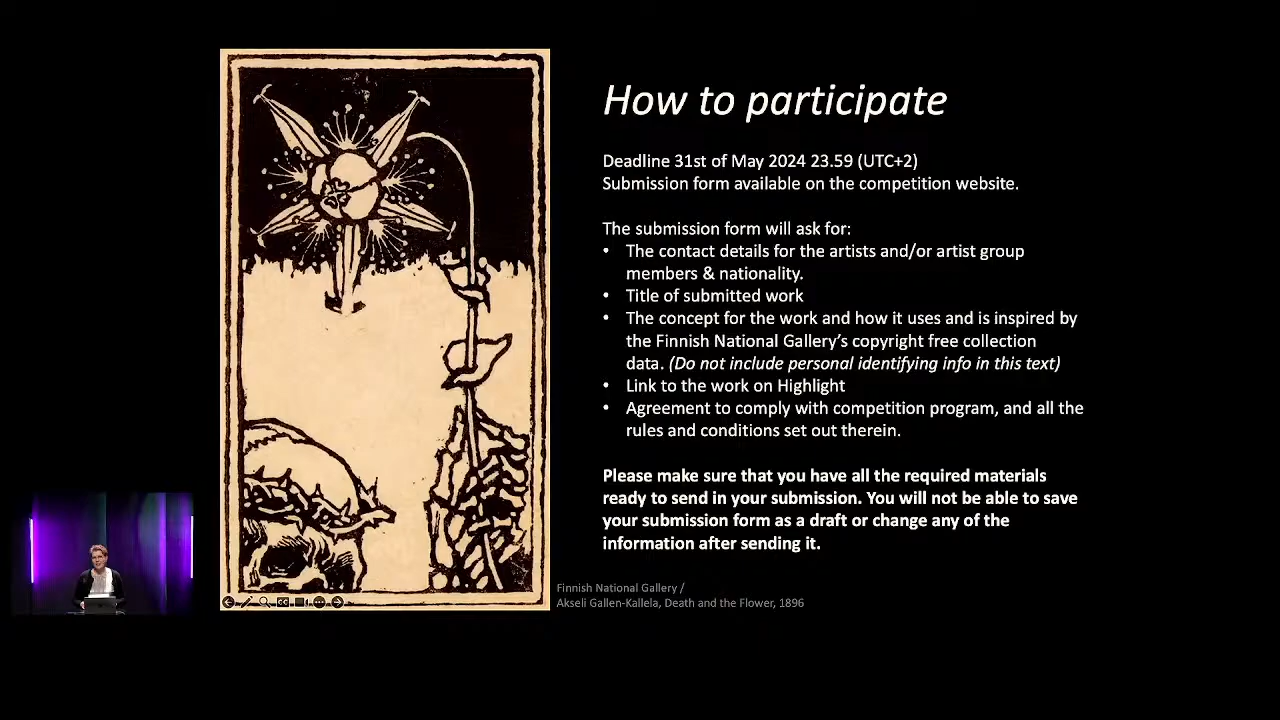 How to participate
Deadline 31st of May 2024 23.59 (UTC+2)
Submission form available on the competition website.
The submission form will ask for:
• The contact details for the artists and/or artist group
members & nationality.
• Title of submitted work
• The concept for the work and how it uses and is inspired by
the Finnish National Gallery’s copyright free collection
data. (Do not include personal identifying info in this text)
• Link to the work on Highlight
• Agreement to comply with competition program, and all the
rules and conditions set out therein.
Please make sure that you have all the required materials
ready to send in your submission. You will not be able to save
your submission form as a draft or change any of the
information after sending it.
Finnish National Gallery /
Akseli Gallen-Kallela, Death and the Flower, 1896